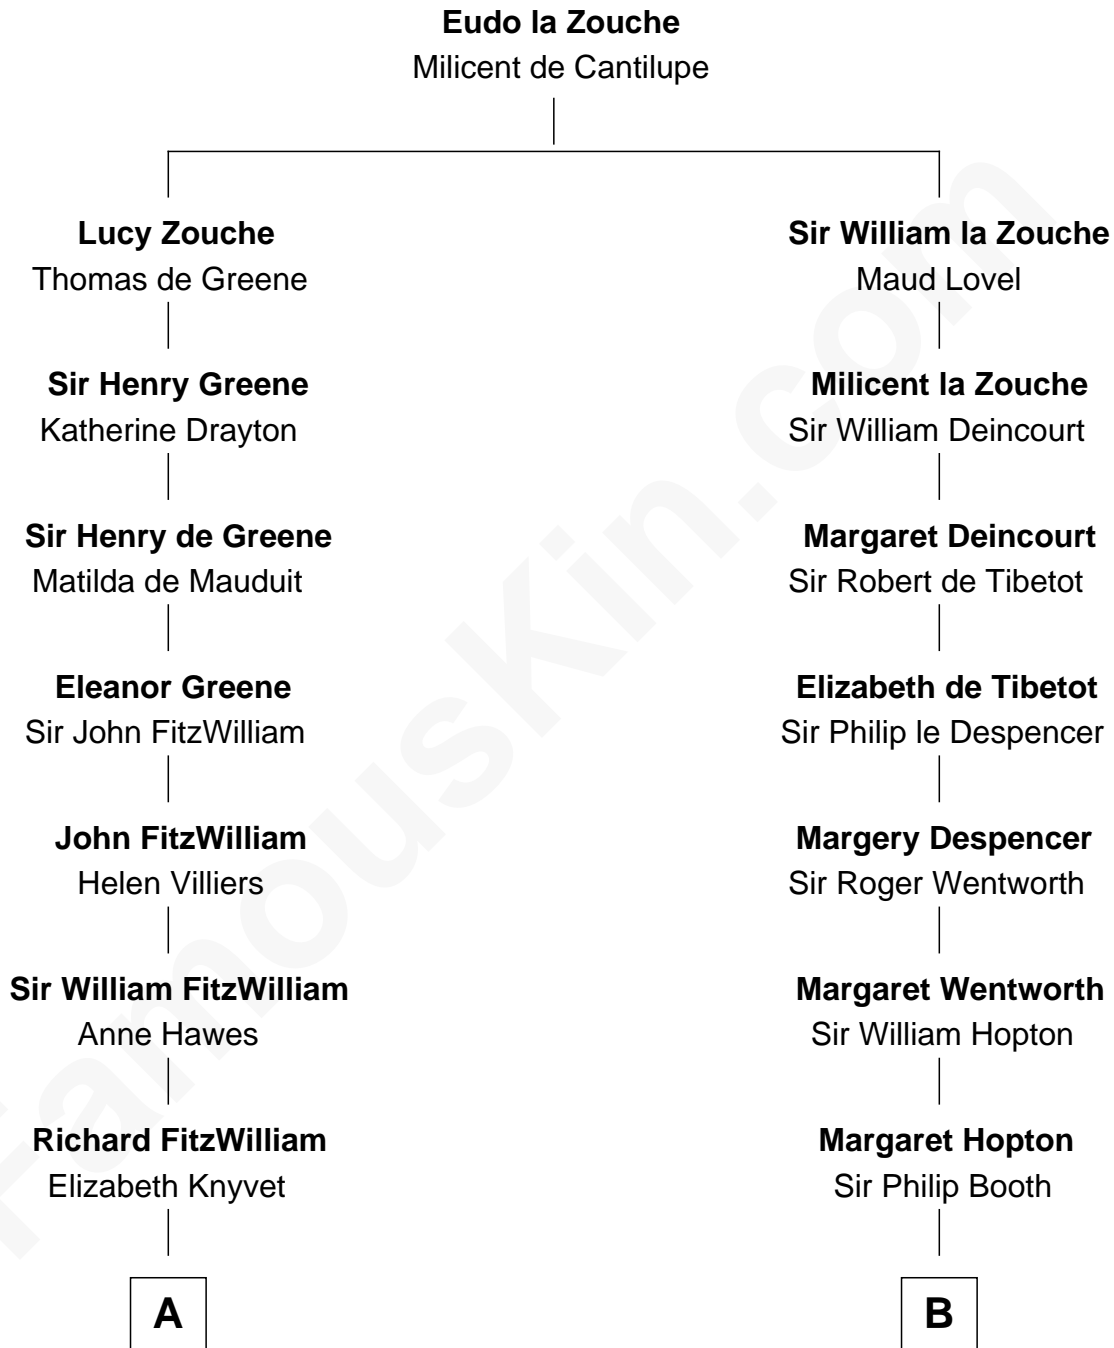 Eudo la Zouche
Milicent de Cantilupe
Lucy Zouche
Thomas de Greene
Sir Henry Greene
Katherine Drayton
Sir Henry de Greene
Matilda de Mauduit
Eleanor Greene
Sir John FitzWilliam
John FitzWilliam
Helen Villiers
Sir William FitzWilliam
Anne Hawes
Richard FitzWilliam
Elizabeth Knyvet
A
Sir William la Zouche
Maud Lovel
Milicent la Zouche
Sir William Deincourt
Margaret Deincourt
Sir Robert de Tibetot
Elizabeth de Tibetot
Sir Philip le Despencer
Margery Despencer
Sir Roger Wentworth
Margaret Wentworth
Sir William Hopton
Margaret Hopton
Sir Philip Booth
B
FamousKin.com